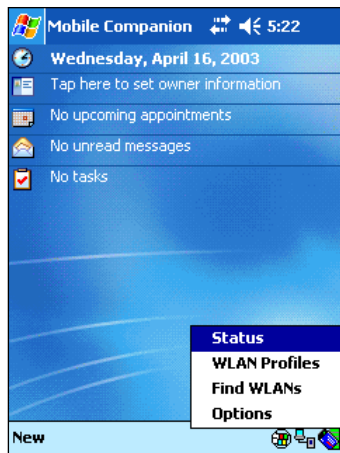 Mobile Companion 5:22
Wednesday, April 16, 2003
Tap here to set owner information
No upcoming appointments
No unread messages
No tasks
Status
WLAN Profiles
Find WLANs
Options
New